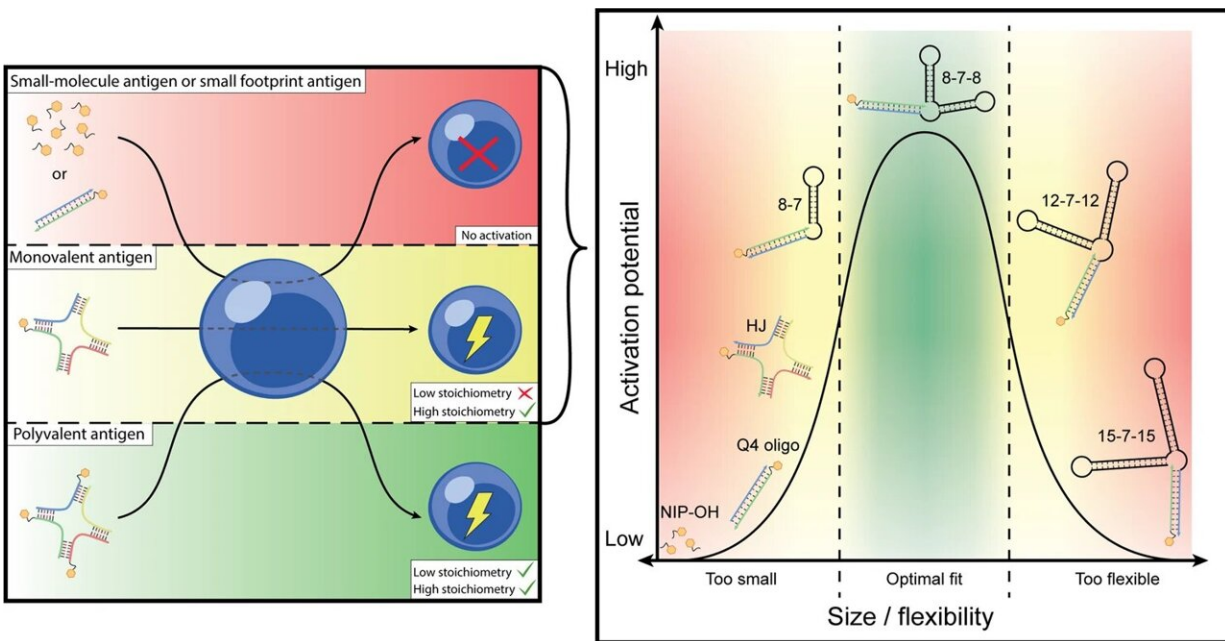 Small-molecule antigen or small footprint antigen
or
No activation
Monovalent antigen
Low stoichiometry
High stoichiometry
Polyvalent antigen
Low stoichiometry
High stoichiometry
High
Activation potential
Low
8-7-8
8-7
12-7-12
HJ
Q4 oligo
15-7-15
NIP-OH
Too small
Optimal fit
Too flexible
Size / flexibility